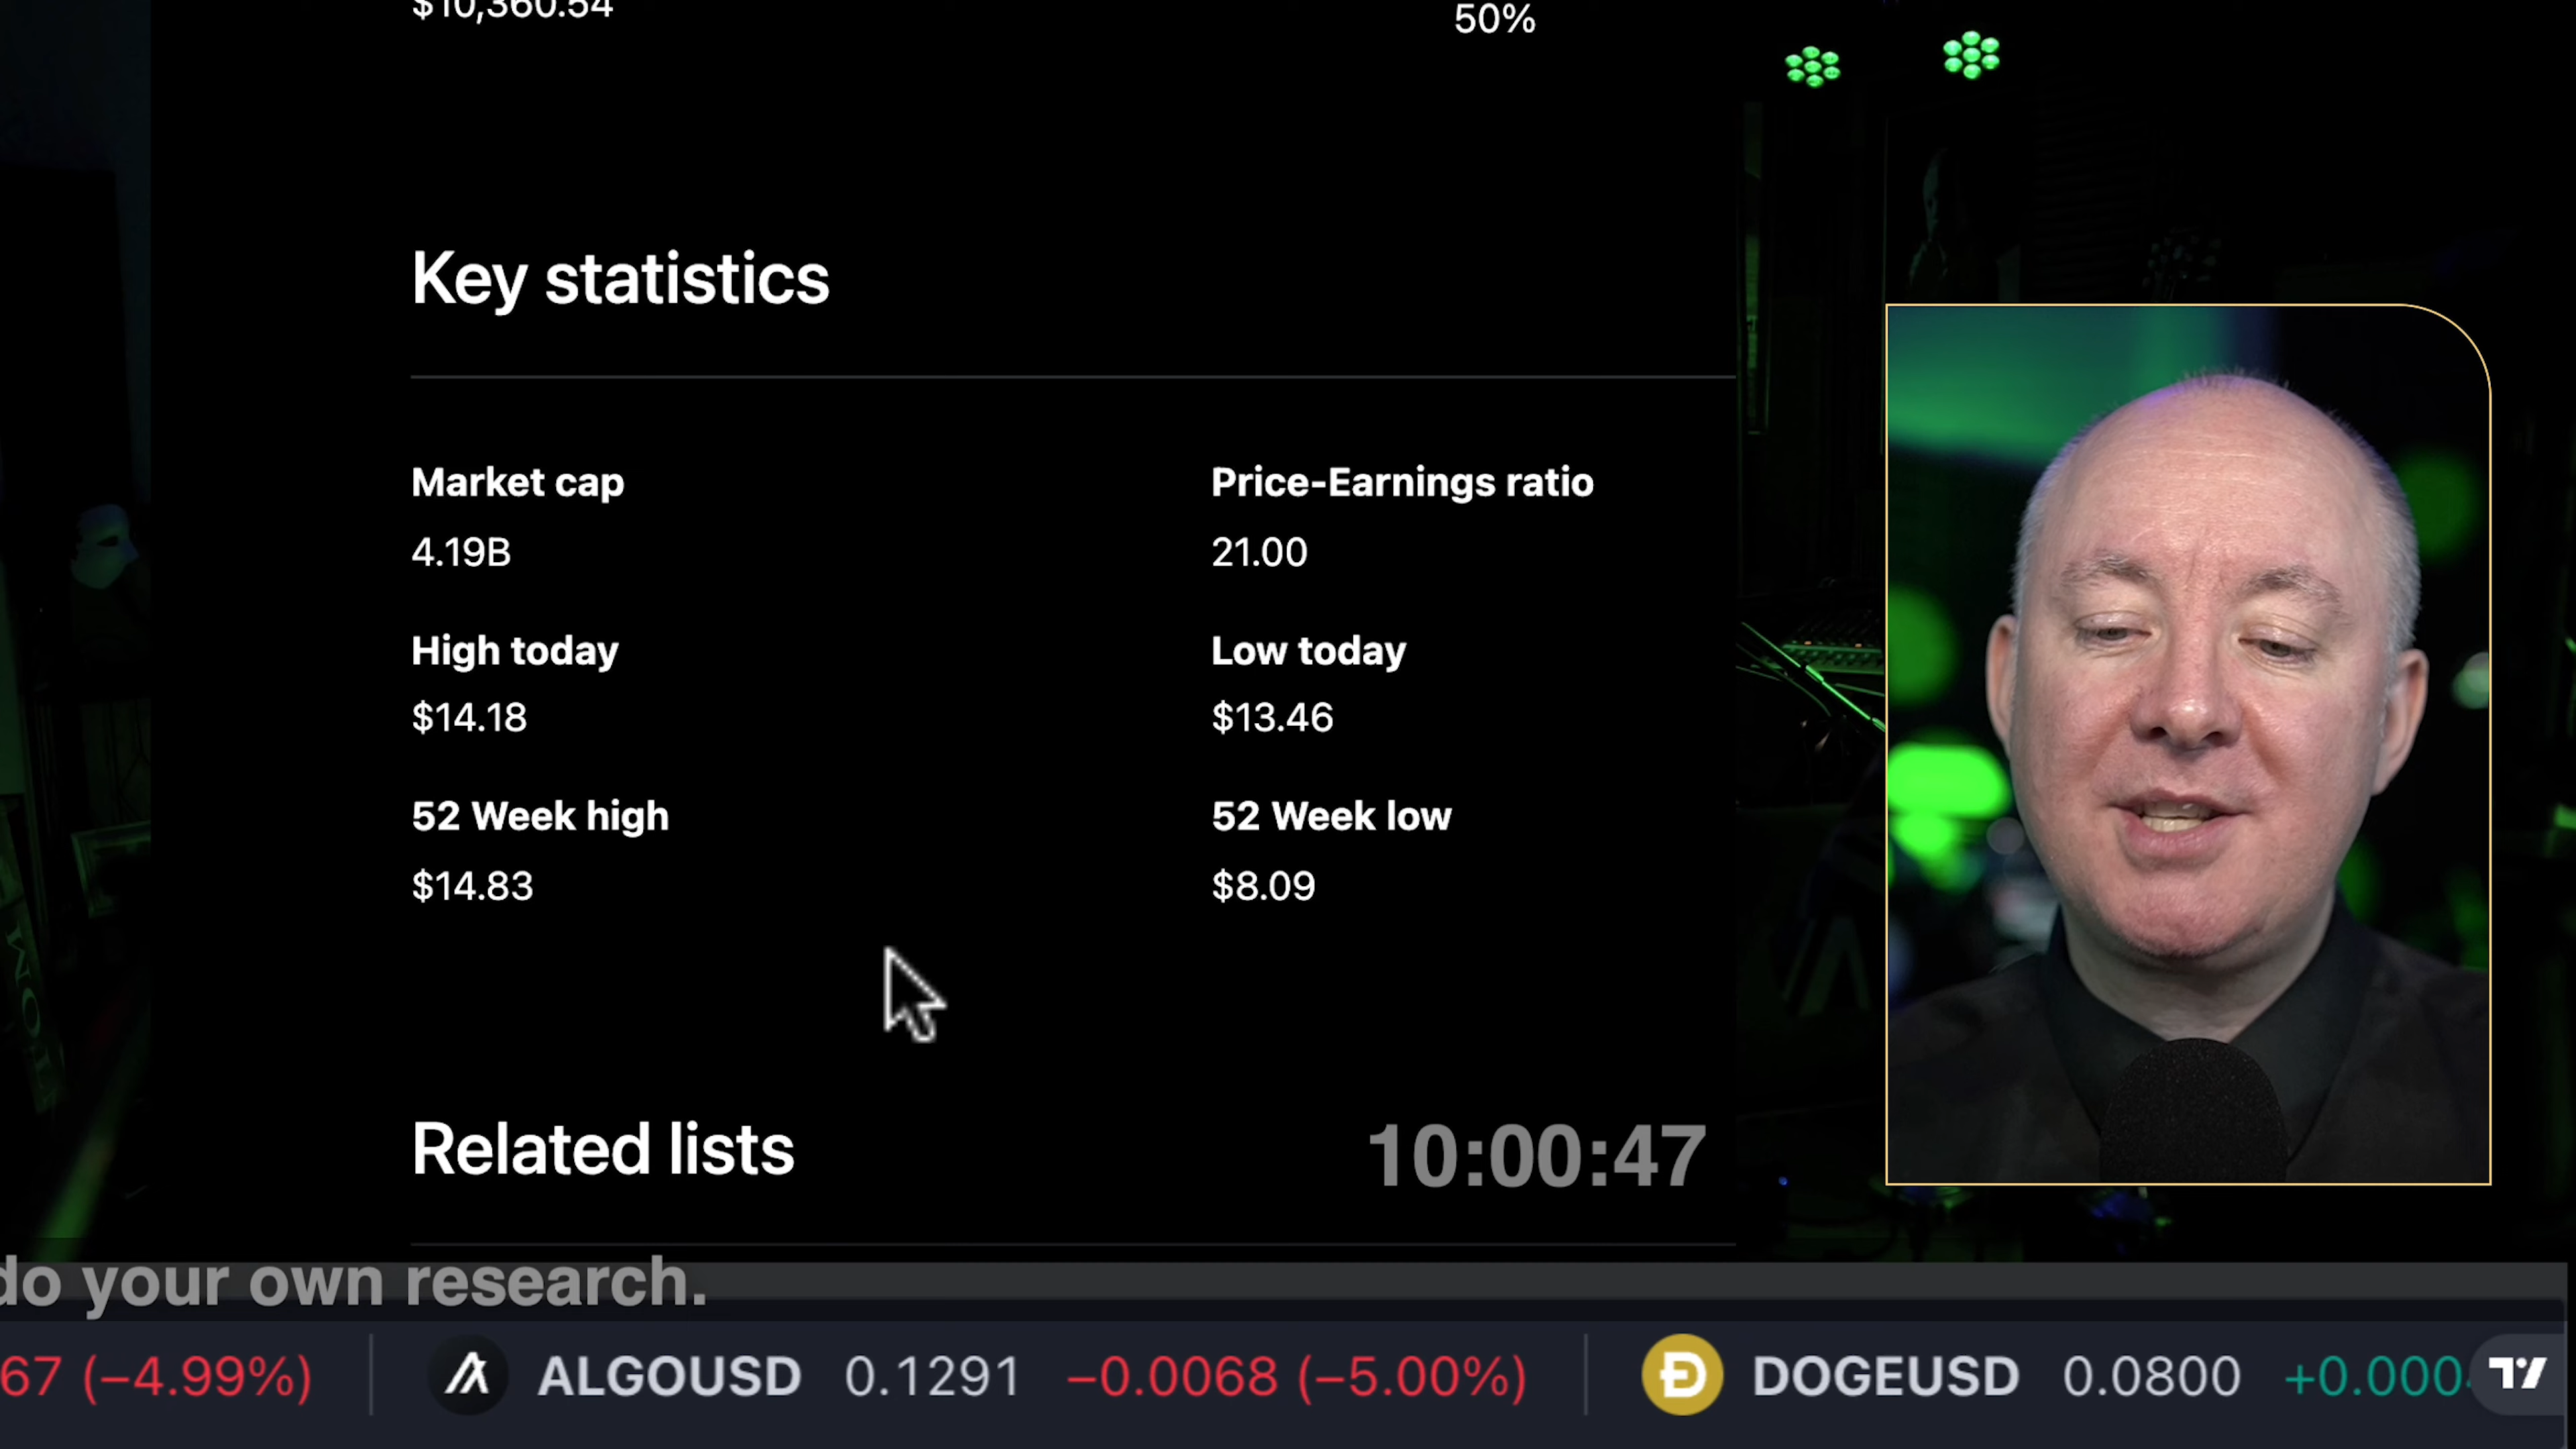 $10,360.54
50%
Key statistics
Market cap
Price-Earnings ratio
4.19B
21.00
High today
Low today
$14.18
$13.46
52 Week high
52 Week low
$14.83
$8.09
Related lists
10:00:47
do your own research.
67 (−4.99%)
ALGOUSD 0.1291 −0.0068 (−5.00%)
DOGEUSD 0.0800 +0.000